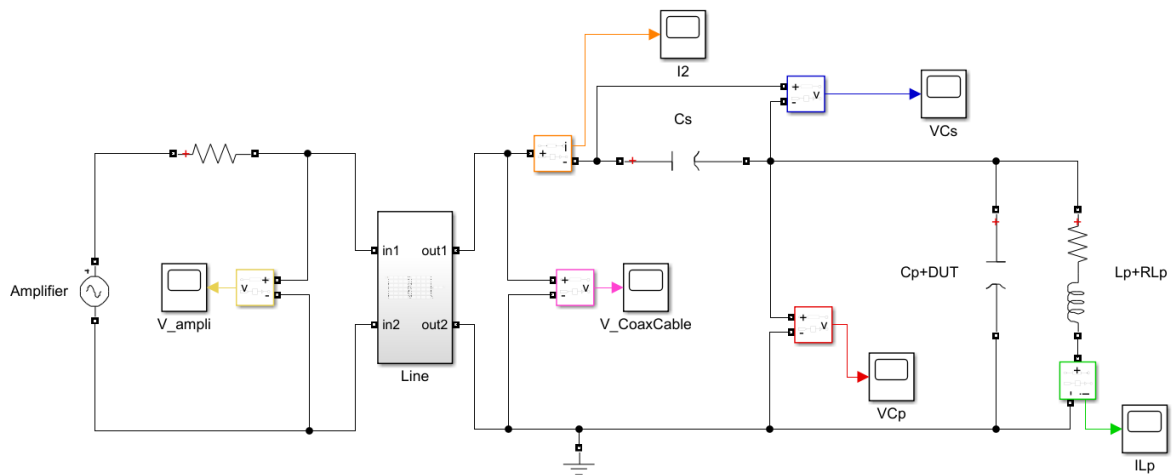 I2
Cs
VCs
Amplifier
V_ampli
in1
in2
out1
out2
Line
V_CoaxCable
VCp
Cp+DUT
Lp+RLp
ILp
+
-
v
+
-
v
+
i
-
+
-
v
+
-
v
+
-
i